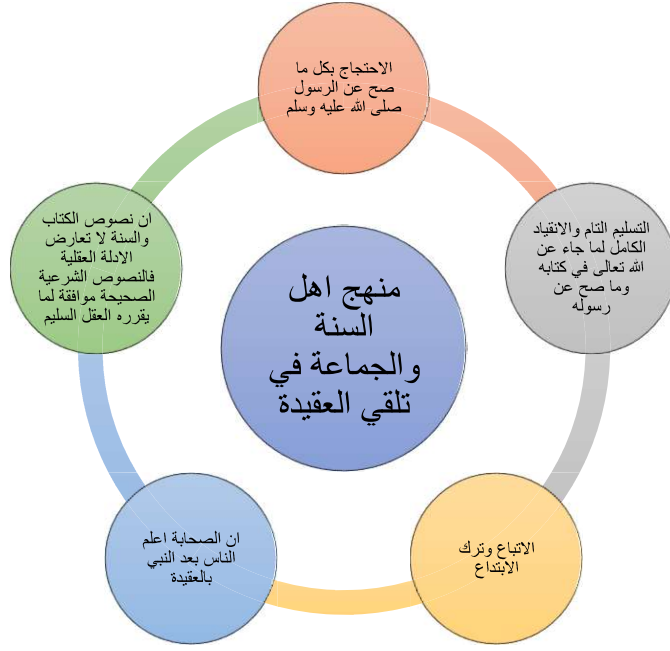 الاحتجاج بكل ما
صح عن الرسول
صلى الله عليه وسلم
التسليم التام والانقياد
الكامل لما جاء عن
الله تعالى في كتابه
وما صح عن
رسوله
الاتباع وترك
الابتداع
ان الصحابة اعلم
الناس بعد النبي
بالعقيدة
ان نصوص الكتاب
والسنة لا تعارض
الادلة العقلية
فالنصوص الشرعية
الصحيحة موافقة لما
يقرره العقل السليم
منهج اهل
السنة
والجماعة في
تلقي العقيدة